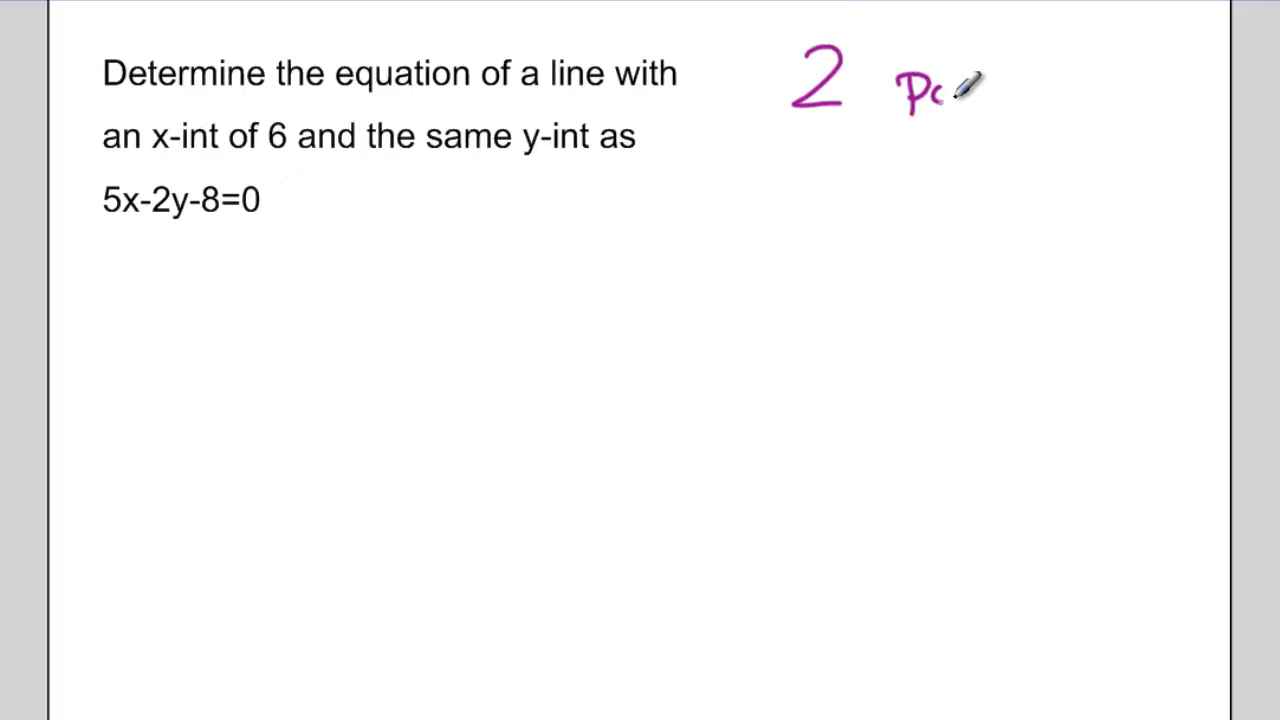 Determine the equation of a line with
an x-int of 6 and the same y-int as
5x-2y-8=0
2 Po